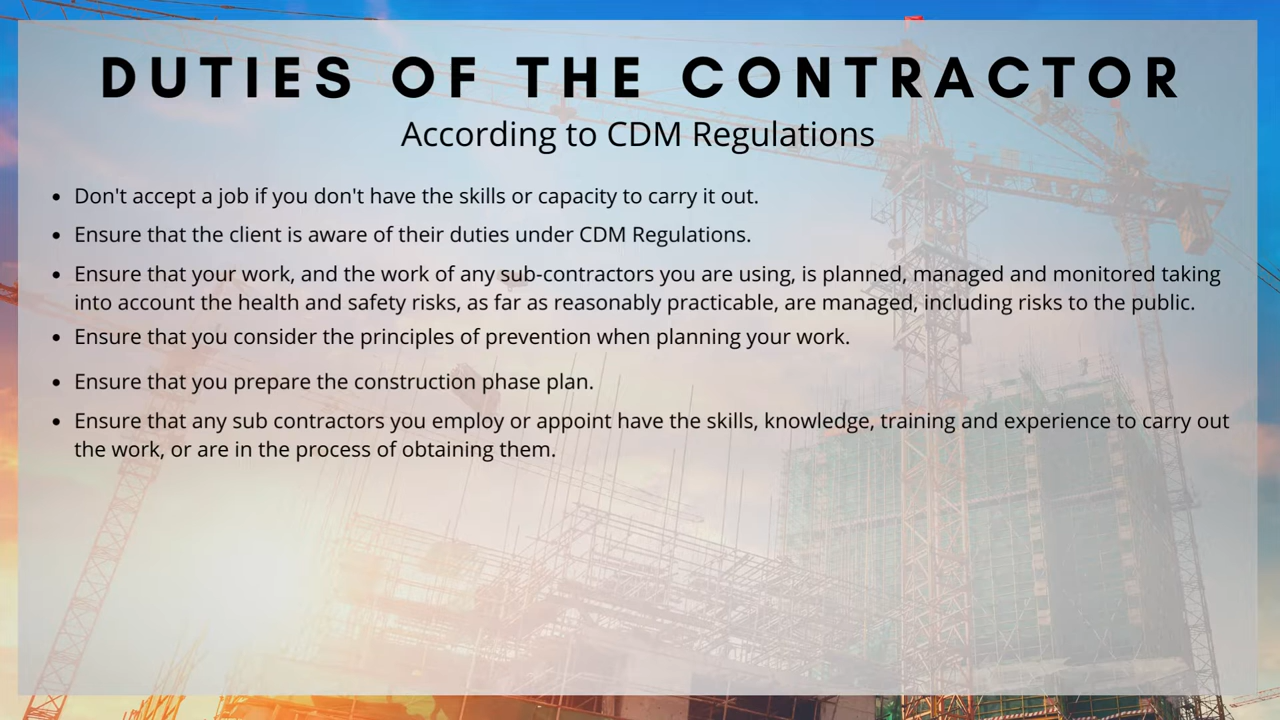 DUTIES OF THE CONTRACTOR
According to CDM Regulations
• Don't accept a job if you don't have the skills or capacity to carry it out.
• Ensure that the client is aware of their duties under CDM Regulations.
• Ensure that your work, and the work of any sub-contractors you are using, is planned, managed and monitored taking
into account the health and safety risks, as far as reasonably practicable, are managed, including risks to the public.
• Ensure that you consider the principles of prevention when planning your work.
• Ensure that you prepare the construction phase plan.
• Ensure that any sub contractors you employ or appoint have the skills, knowledge, training and experience to carry out
the work, or are in the process of obtaining them.